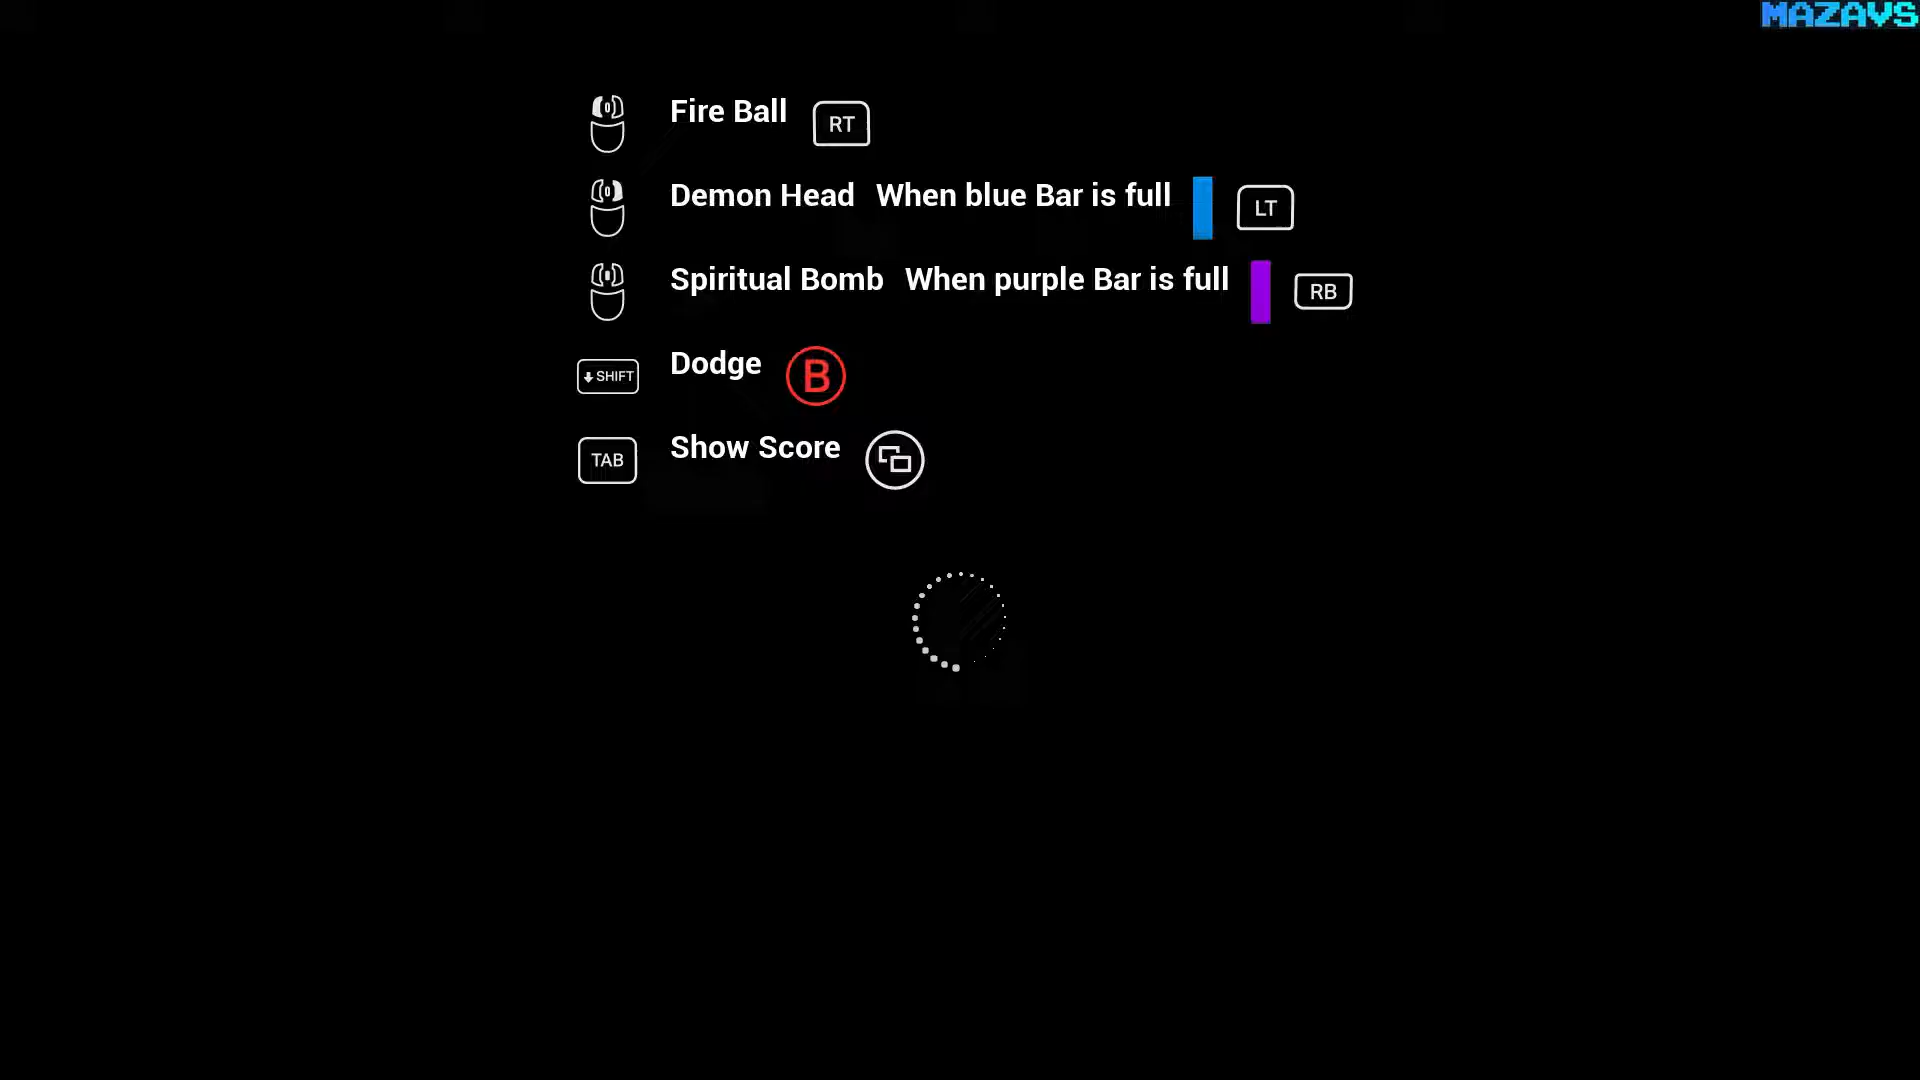 MAZAVS
Fire Ball RT
Demon Head When blue Bar is full LT
Spiritual Bomb When purple Bar is full RB
SHIFT Dodge B
TAB Show Score